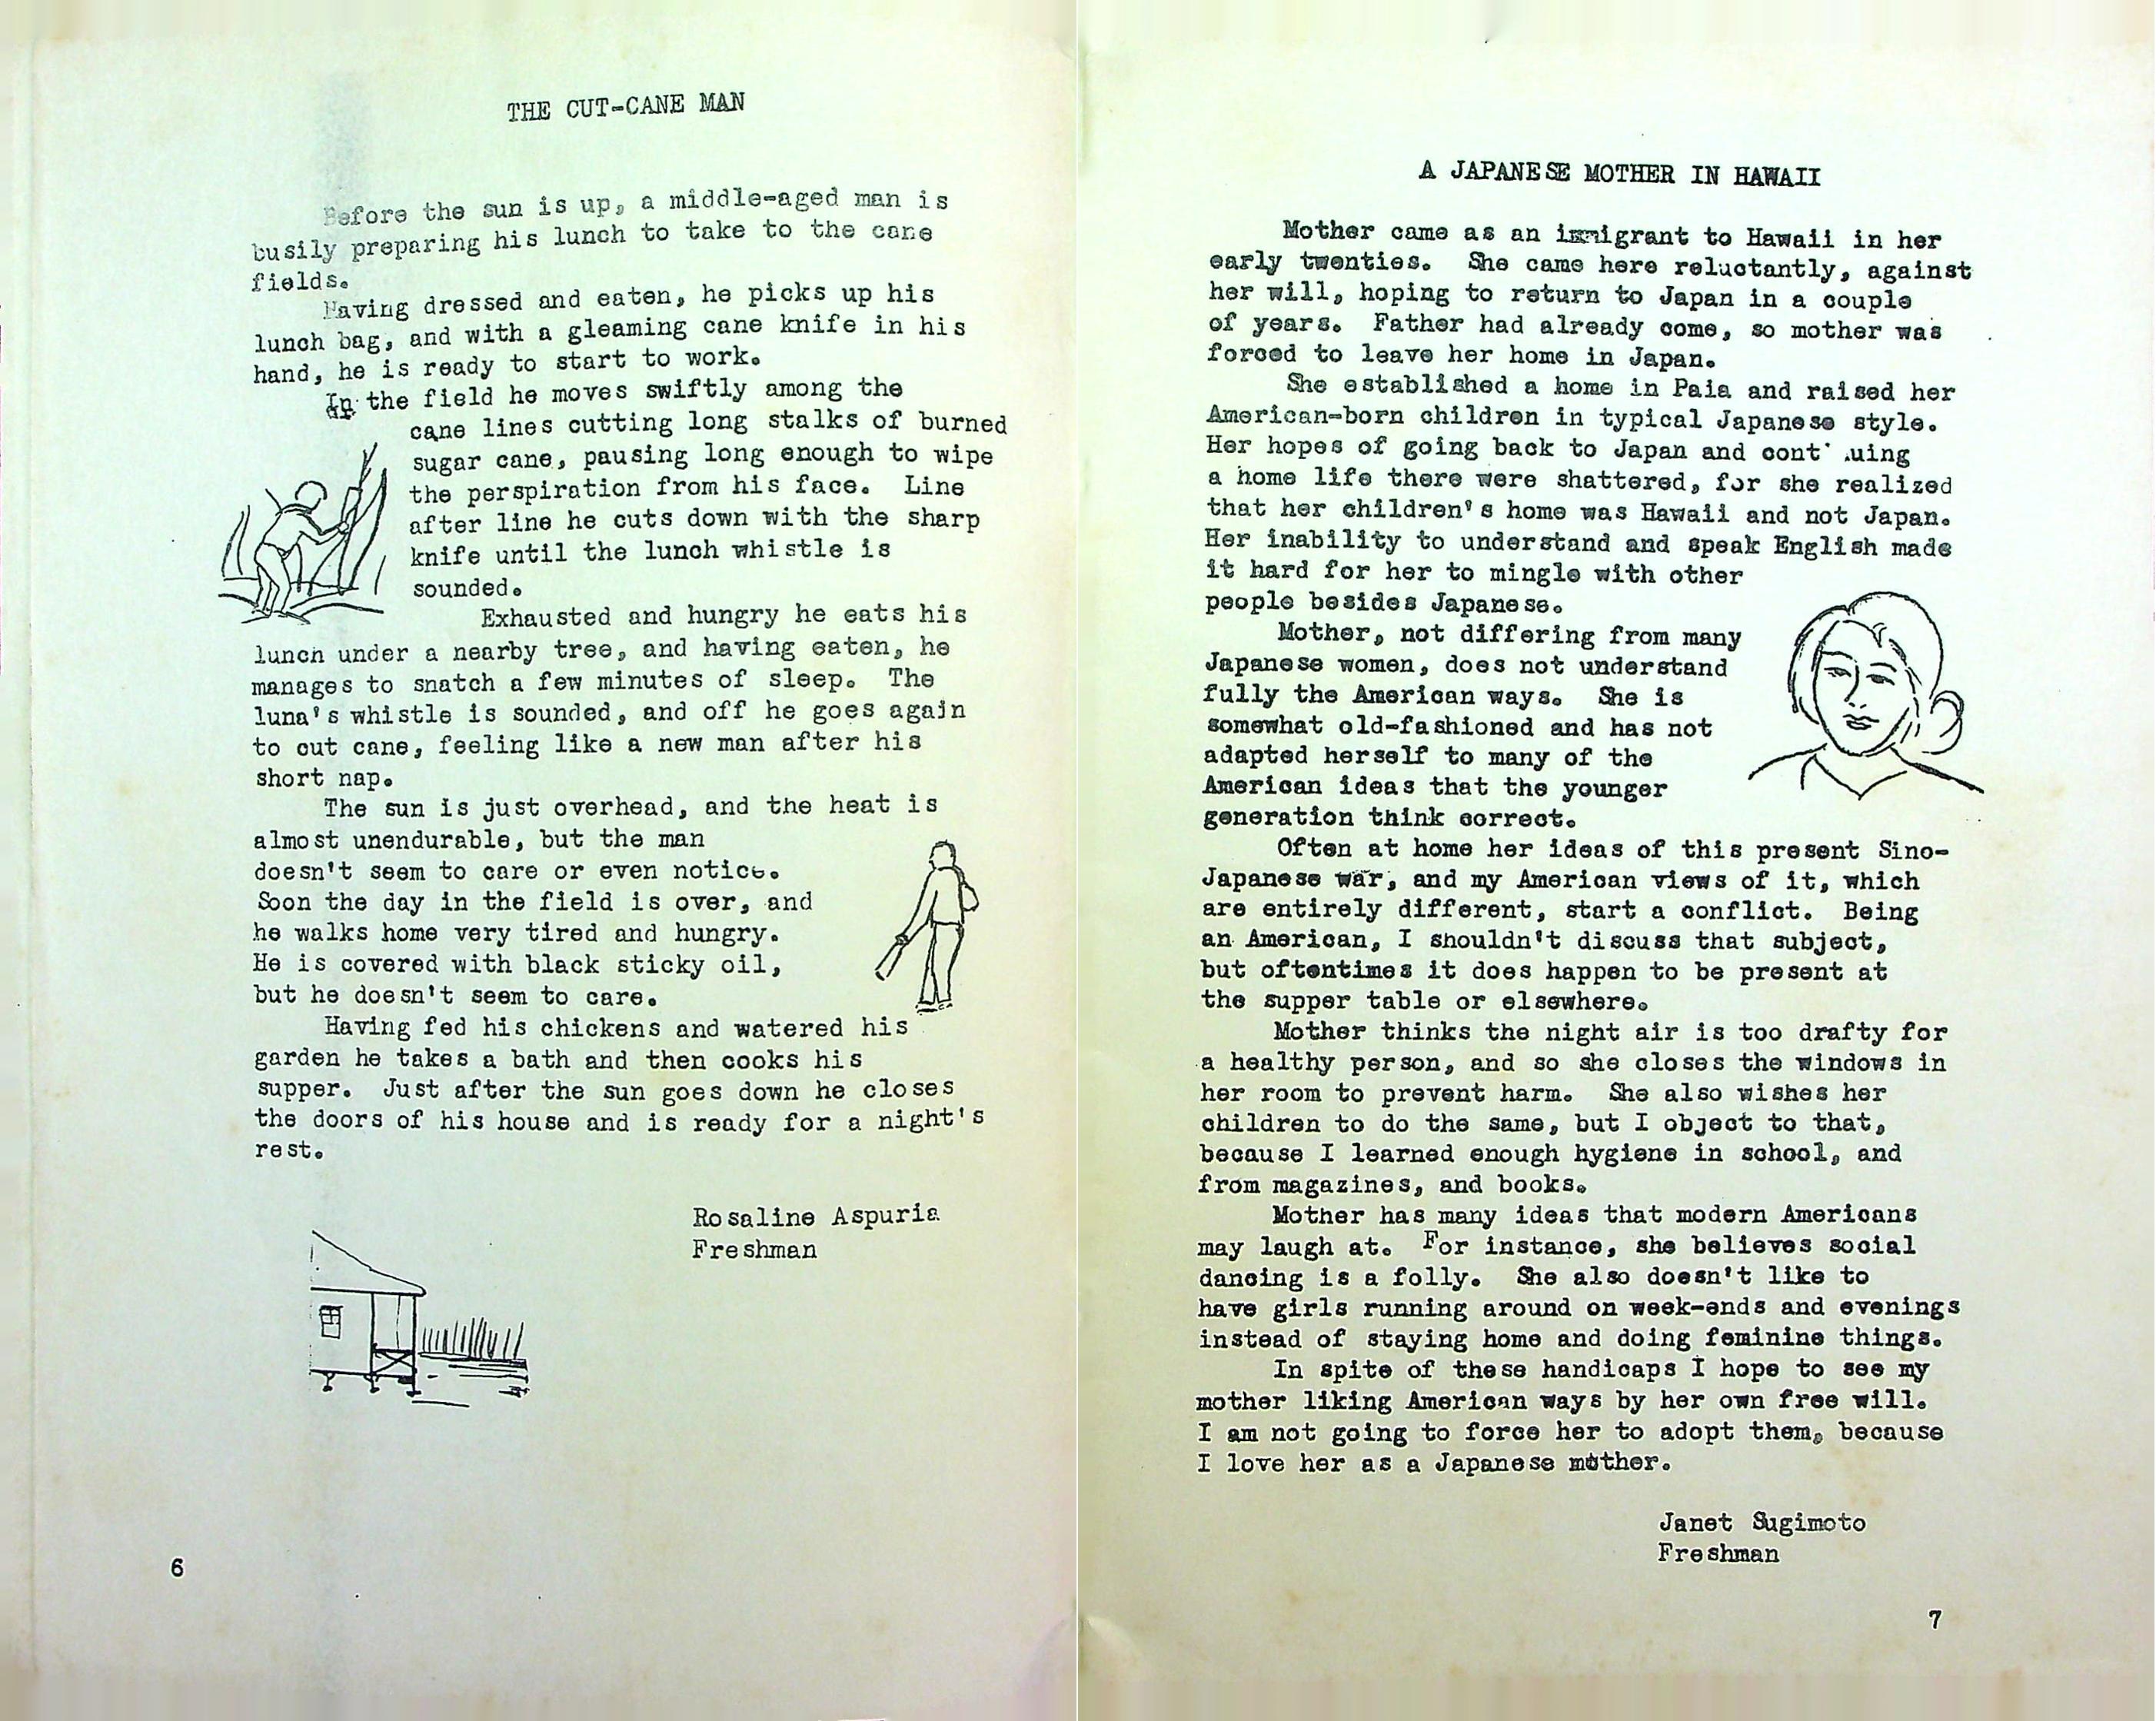 THE CUT-CANE MAN
Before the sun is up, a middle-aged man is
busily preparing his lunch to take to the cane
fields.
Having dressed and eaten, he picks up his
lunch bag, and with a gleaming cane knife in his
hand, he is ready to start to work.
In the field he moves swiftly among the
cane lines cutting long stalks of burned
sugar cane, pausing long enough to wipe
the perspiration from his face. Line
after line he cuts down with the sharp
knife until the lunch whistle is
sounded.
Exhausted and hungry he eats his
lunch under a nearby tree, and having eaten, he
manages to snatch a few minutes of sleep. The
luna's whistle is sounded, and off he goes again
to cut cane, feeling like a new man after his
short nap.
The sun is just overhead, and the heat is
almost unendurable, but the man
doesn't seem to care or even notice.
Soon the day in the field is over, and
he walks home very tired and hungry.
He is covered with black sticky oil,
but he doesn't seem to care.
Having fed his chickens and watered his
garden he takes a bath and then cooks his
supper. Just after the sun goes down he closes
the doors of his house and is ready for a night's
rest.
Rosaline Aspuria
Freshman
6
A JAPANESE MOTHER IN HAWAII
Mother came as an immigrant to Hawaii in her
early twenties. She came here reluctantly, against
her will, hoping to return to Japan in a couple
of years. Father had already come, so mother was
forced to leave her home in Japan.
She established a home in Paia and raised her
American-born children in typical Japanese style.
Her hopes of going back to Japan and cont uing
a home life there were shattered, for she realized
that her children's home was Hawaii and not Japan.
Her inability to understand and speak English made
it hard for her to mingle with other
people besides Japanese.
Mother, not differing from many
Japanese women, does not understand
fully the American ways. She is
somewhat old-fashioned and has not
adapted herself to many of the
American ideas that the younger
generation think correct.
Often at home her ideas of this present Sino-
Japanese war, and my American views of it, which
are entirely different, start a conflict. Being
an American, I shouldn't discuss that subject,
but oftentimes it does happen to be present at
the supper table or elsewhere.
Mother thinks the night air is too drafty for
a healthy person, and so she closes the windows in
her room to prevent harm. She also wishes her
children to do the same, but I object to that,
because I learned enough hygiene in school, and
from magazines, and books.
Mother has many ideas that modern Americans
may laugh at. For instance, she believes social
dancing is a folly. She also doesn't like to
have girls running around on week-ends and evenings
instead of staying home and doing feminine things.
In spite of these handicaps I hope to see my
mother liking American ways by her own free will.
I am not going to force her to adopt them, because
I love her as a Japanese mother.
Janet Sugimoto
Freshman
7